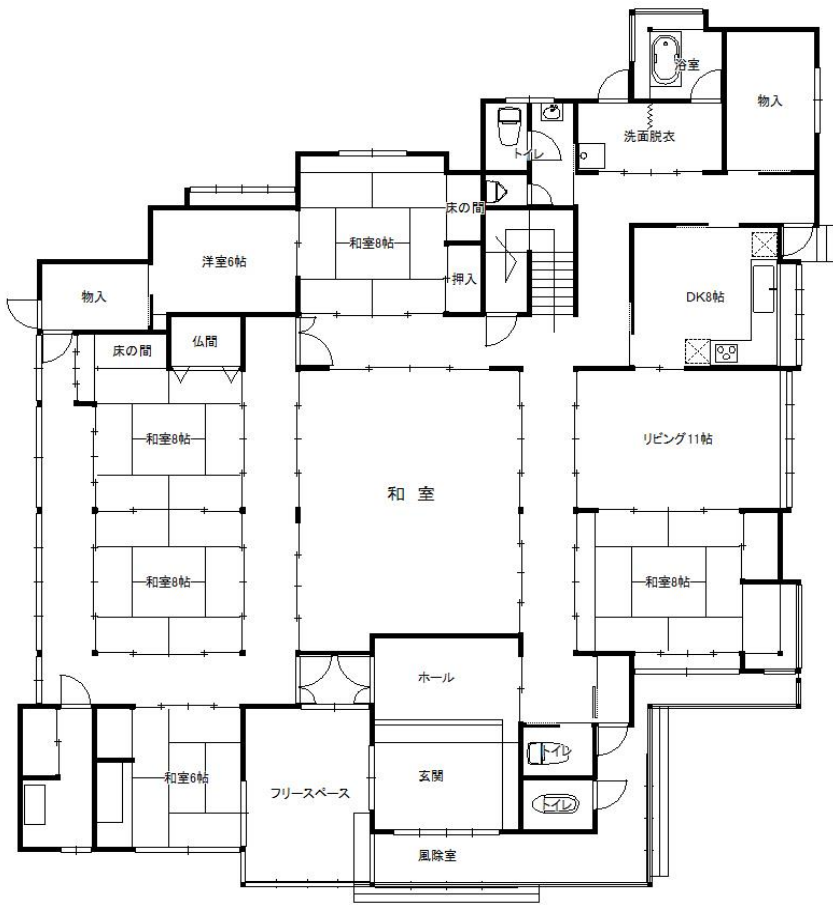 浴室
物入
洗面脱衣
トイレ
床の間
和室8帖
洋室6帖
押入
物入
DK8帖
床の間
仏間
和室8帖
和室
リビング11帖
和室8帖
和室8帖
ホール
和室6帖
フリースペース
玄関
トイレ
トイレ
風除室